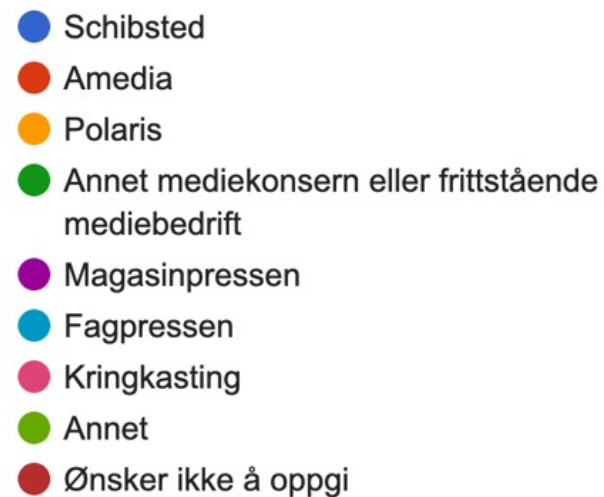 Schibsted
Amedia
Polaris
Annet mediekonsern eller frittstående
mediebedrift
Magasinpressen
Fagpressen
Kringkasting
Annet
Ønsker ikke å oppgi